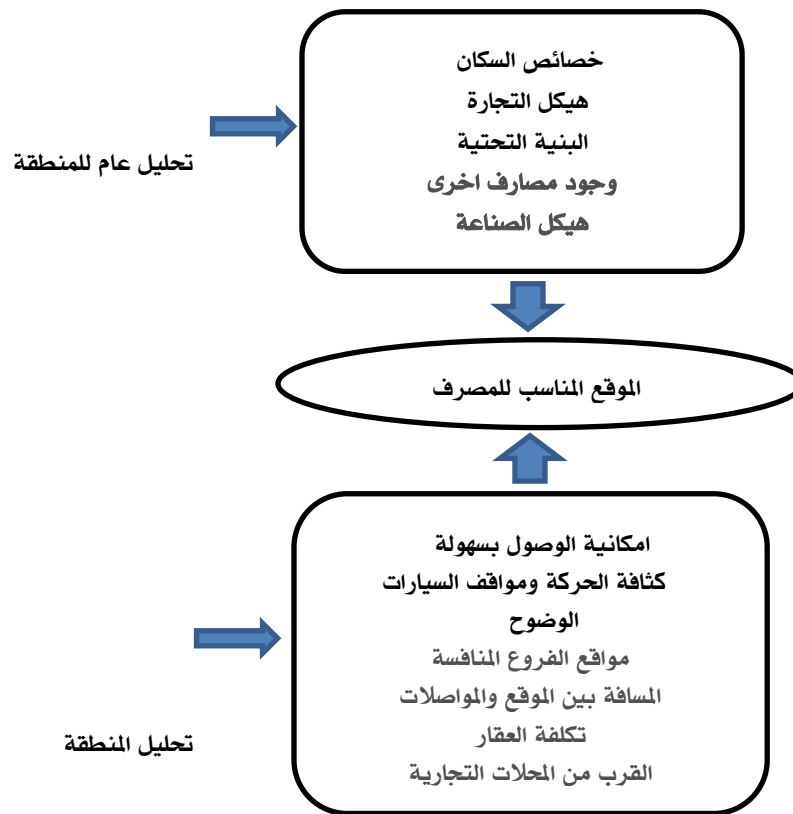 خصائص السكان
هيكل التجارة
البنية التحتية
وجود مصارف اخرى
هيكل الصناعة
تحليل عام للمنطقة
الموقع المناسب للمصرف
امكانية الوصول بسهولة
كثافة الحركة ومواقف السيارات
الوضوح
مواقع الفروع المنافسة
المسافة بين الموقع والمواصلات
تكلفة العقار
القرب من المحلات التجارية
تحليل المنطقة